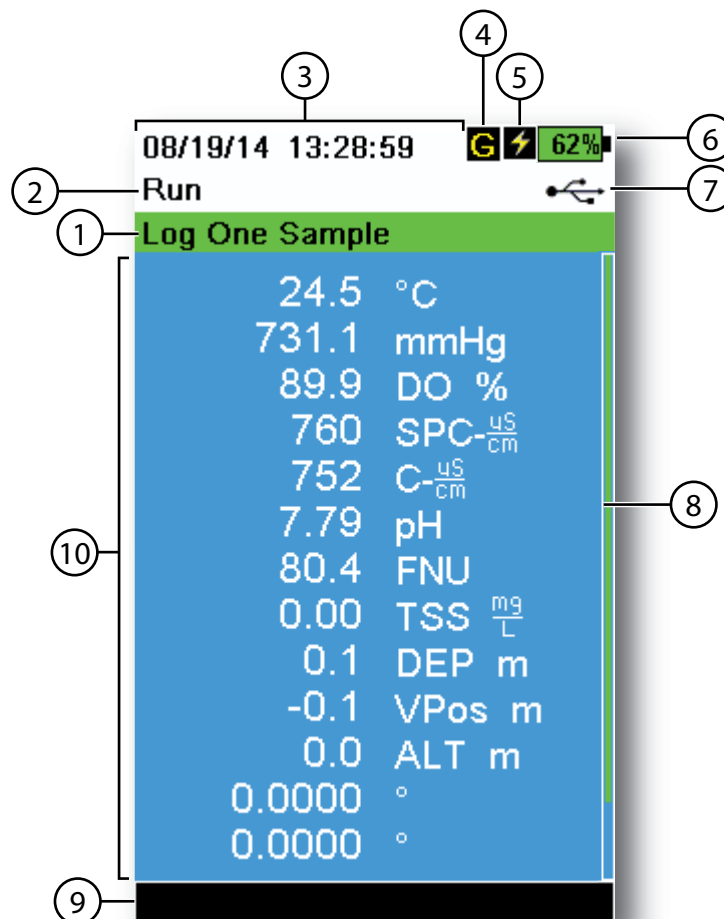 4
5
3
08/19/14 13:28:59 G 62% 6
2 Run 7
1 Log One Sample
24.5 °C
731.1 mmHg
89.9 DO %
760 SPC-uS/cm
752 C-uS/cm
7.79 pH
80.4 FNU
0.00 TSS mg/L
0.1 DEP m
-0.1 VPos m
0.0 ALT m
0.0000 °
0.0000 °
8
10
9